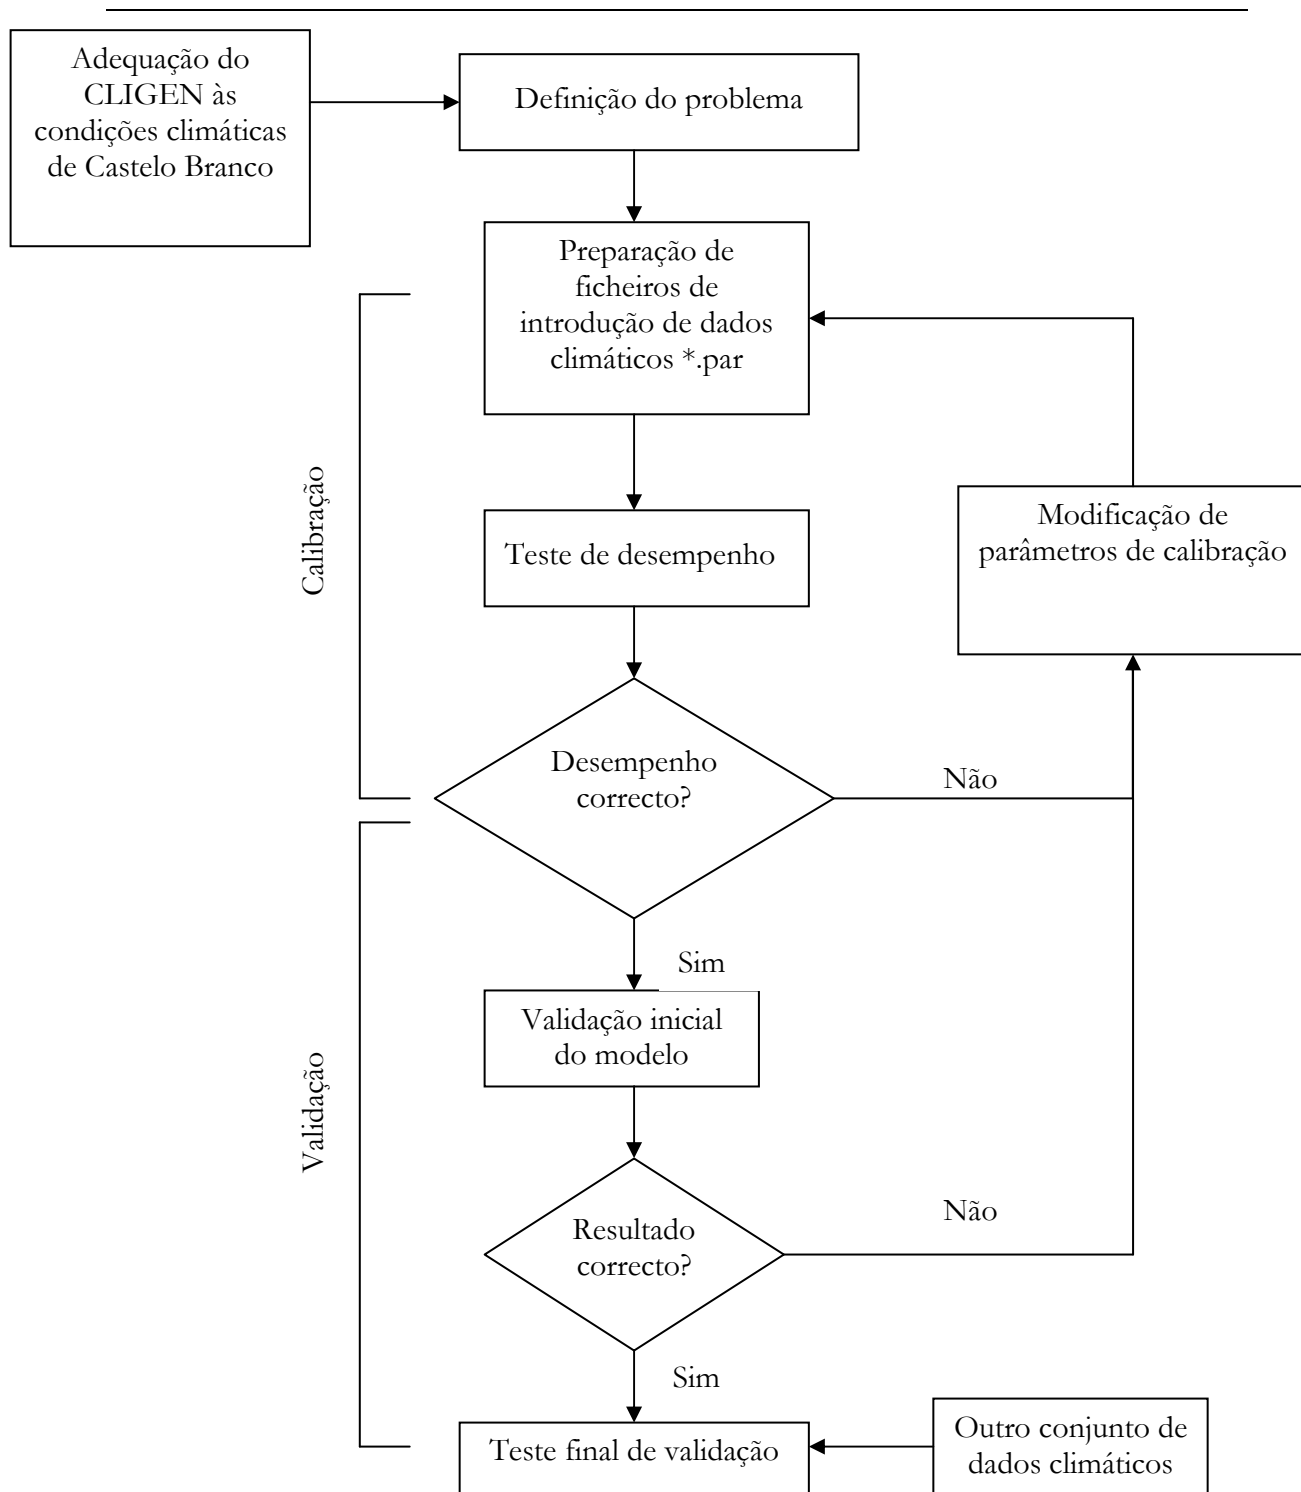 Adequação do
CLIGEN às
condições climáticas
de Castelo Branco
Definição do problema
Preparação de
ficheiros de
introdução de dados
climáticos *.par
Calibração
Teste de desempenho
Modificação de
parâmetros de calibração
Desempenho
correcto?
Não
Sim
Validação inicial
do modelo
Validação
Resultado
correcto?
Não
Sim
Teste final de validação
Outro conjunto de
dados climáticos